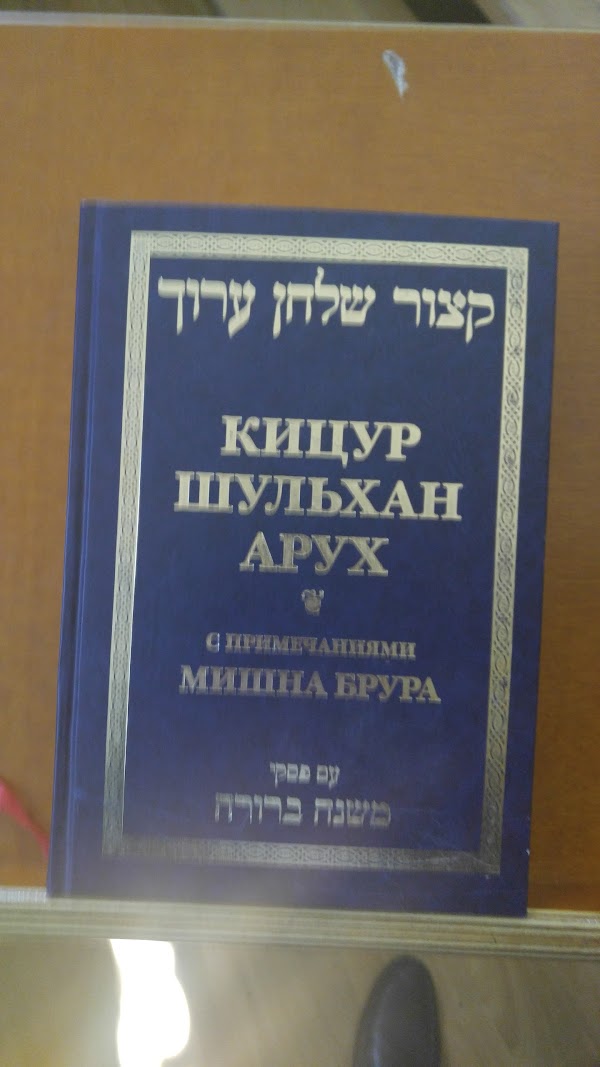 קצור שלחן ערוך
КИЦУР
ШУЛЬХАН
АРУХ
С ПРИМЕЧАНИЯМИ
МИШНА БРУРА
עם פסקי
משנה ברורה